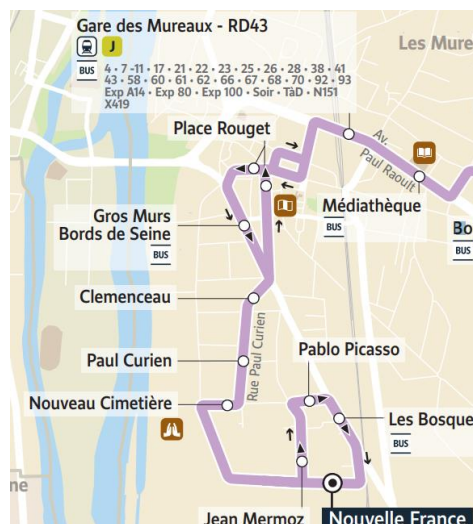 Gare des Mureaux - RD43
Les Mure
J
BUS
4 • 7 -11 • 17 • 21 • 22 • 23 • 25 • 26 • 28 • 38 • 41
43 • 58 • 60 • 61 • 62 • 66 • 67 • 68 • 70 • 92 • 93
Exp A14 • Exp 80 • Exp 100 • Soir • TàD • N151
X419
Place Rouget
Av.
Paul Raoult
Médiathèque
BUS
Bo
BUS
Gros Murs
Bords de Seine
BUS
Clemenceau
Rue Paul Curien
Paul Curien
Pablo Picasso
Nouveau Cimetière
Les Bosque
BUS
ne
Jean Mermoz
Nouvelle France